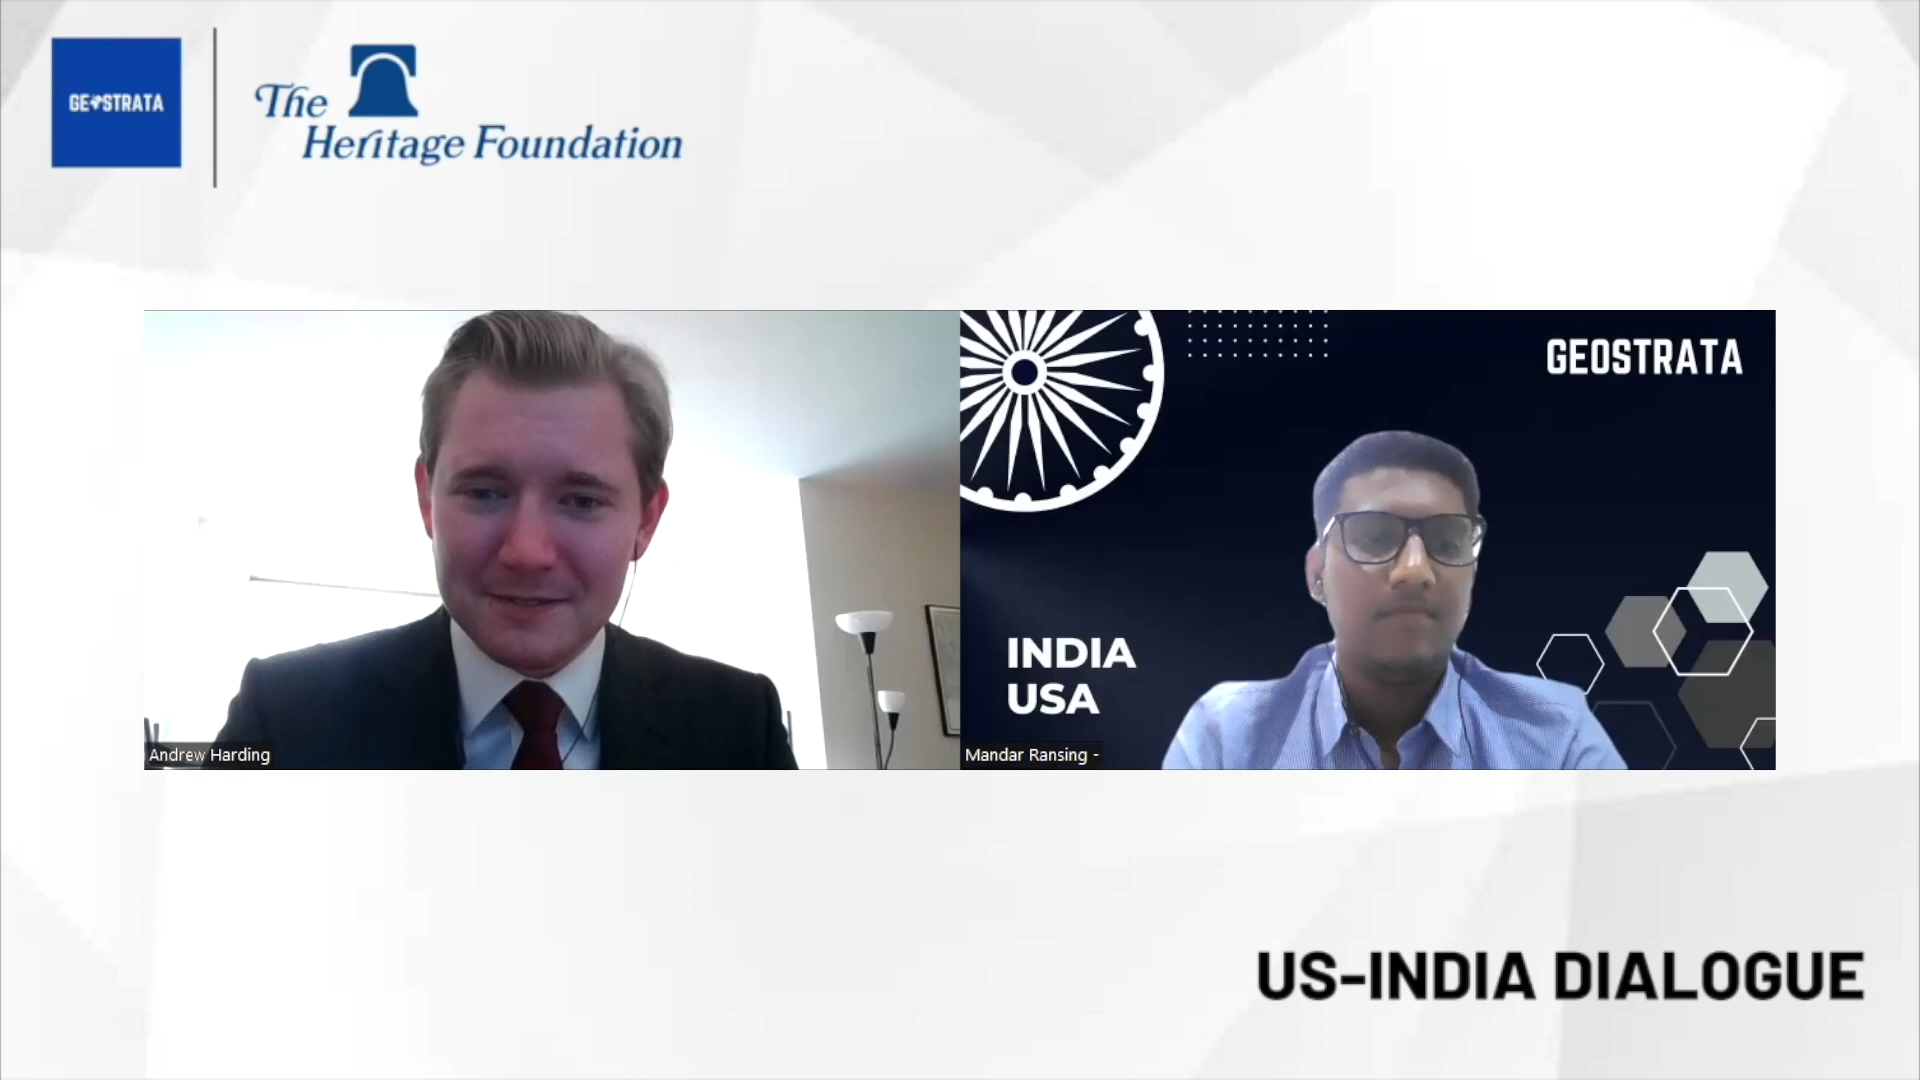 GEOSTRATA
The
Heritage Foundation
GEOSTRATA
INDIA
USA
Andrew Harding
Mandar Ransing -
US-INDIA DIALOGUE